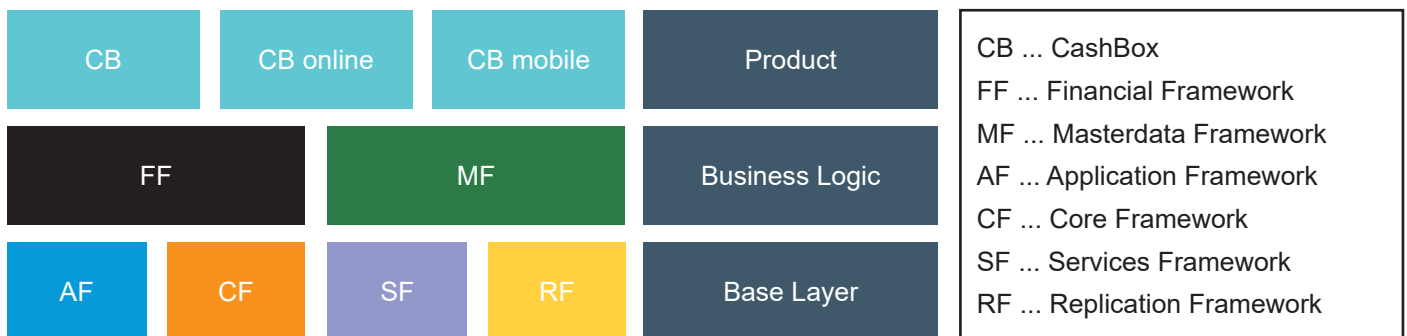 CB CB online CB mobile Product
FF MF Business Logic
AF CF SF RF Base Layer
CB ... CashBox
FF ... Financial Framework
MF ... Masterdata Framework
AF ... Application Framework
CF ... Core Framework
SF ... Services Framework
RF ... Replication Framework